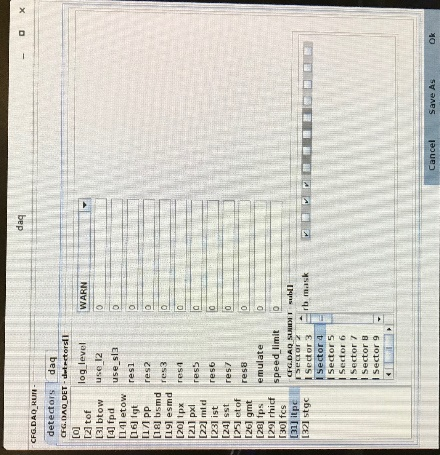 daq
CFG.DAQ_RUN -
detectors daq
CFG.DAQ_DET - detectors[]
[0]
[2] tof
[3] btow
[4] fpd
[14] etow
[16] lgt
[17] pp
[18] bsmd
[19] esmd
[20] tpx
[21] pxl
[22] mtd
[23] ist
[24] sst
[25] etof
[26] gmt
[28] fps
[29] rhicf
[30] fcs
[31] itpc
[32] stgc
log_level WARN
use_l2 0
use_sl3 0
res1 0
res2 0
res3 0
res4 0
res5 0
res6 0
res7 0
res8 0
emulate 0
speed_limit 0
CFG.DAQ_SUBDET - subd[]
Sector 2
Sector 3
Sector 4
Sector 5
Sector 6
Sector 7
Sector 8
Sector 9
rb_mask
Cancel Save As Ok